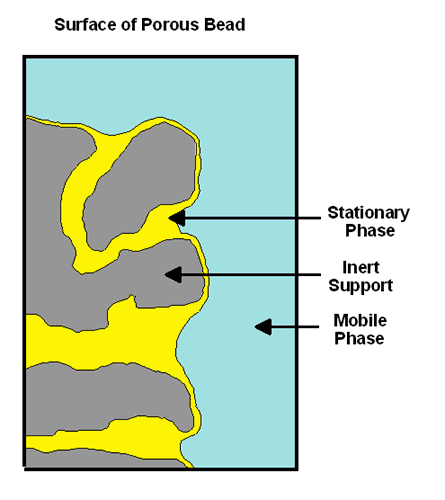 Surface of Porous Bead
Stationary
Phase
Inert
Support
Mobile
Phase